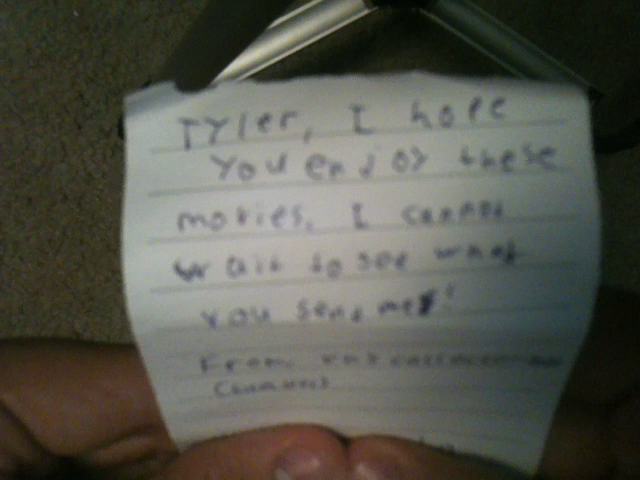 Tyler, I hope
you enjoy these
movies. I cannot
wait to see what
you send me!
From,